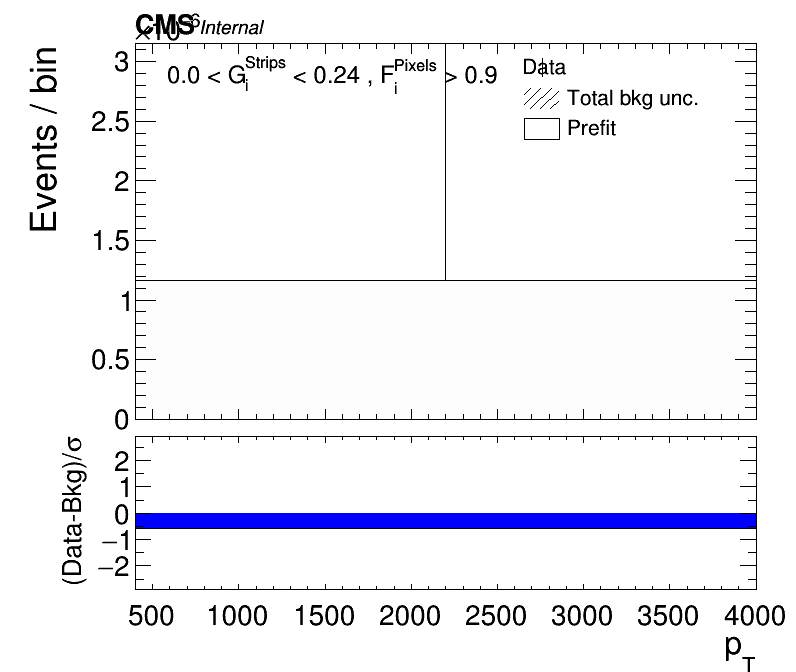 CMS Internal
×10⁻⁶
Events / bin
3
2.5
2
1.5
1
0.5
0
0.0 < G_i^Strips < 0.24 , F_i^Pixels > 0.9
Data
Total bkg unc.
Prefit
(Data-Bkg)/σ
2
1
0
−1
−2
500 1000 1500 2000 2500 3000 3500 4000
p_T